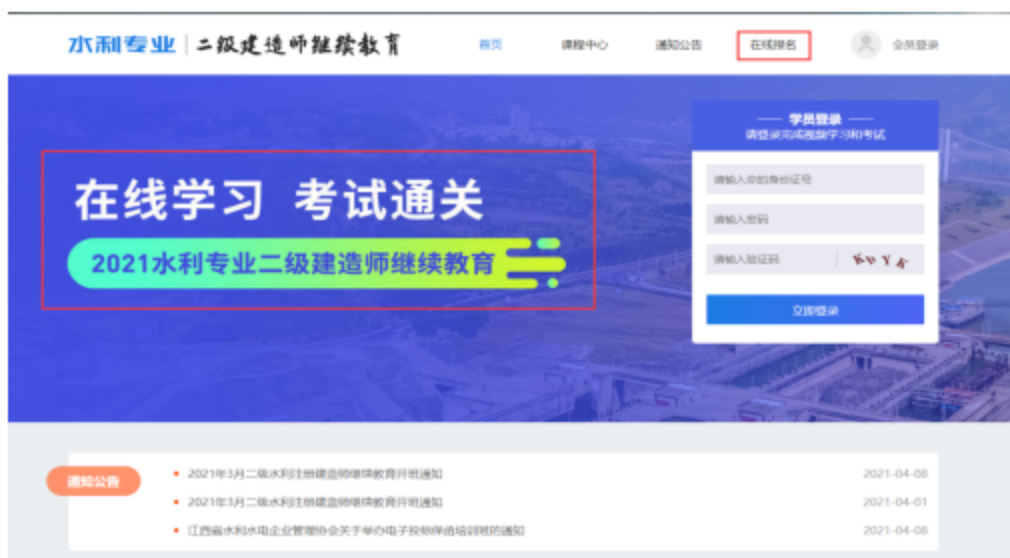 水利专业 二级建造师继续教育 首页 课程中心 通知公告 在线报名 会员登录
学员登录
请登录完成视频学习和考试
在线学习 考试通关
2021水利专业二级建造师继续教育
请输入你的身份证号
请输入密码
请输入验证码
立即登录
通知公告
2021年3月二级水利注册建造师继续教育开班通知 2021-04-08
2021年3月二级水利注册建造师继续教育开班通知 2021-04-01
江西省水利水电企业管理协会关于举办电子投标保函培训班的通知 2021-04-08